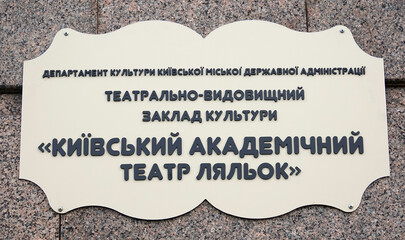 ДЕПАРТАМЕНТ КУЛЬТУРИ КИЇВСЬКОЇ МІСЬКОЇ ДЕРЖАВНОЇ АДМІНІСТРАЦІЇ
ТЕАТРАЛЬНО-ВИДОВИЩНИЙ
ЗАКЛАД КУЛЬТУРИ
«КИЇВСЬКИЙ АКАДЕМІЧНИЙ
ТЕАТР ЛЯЛЬОК»